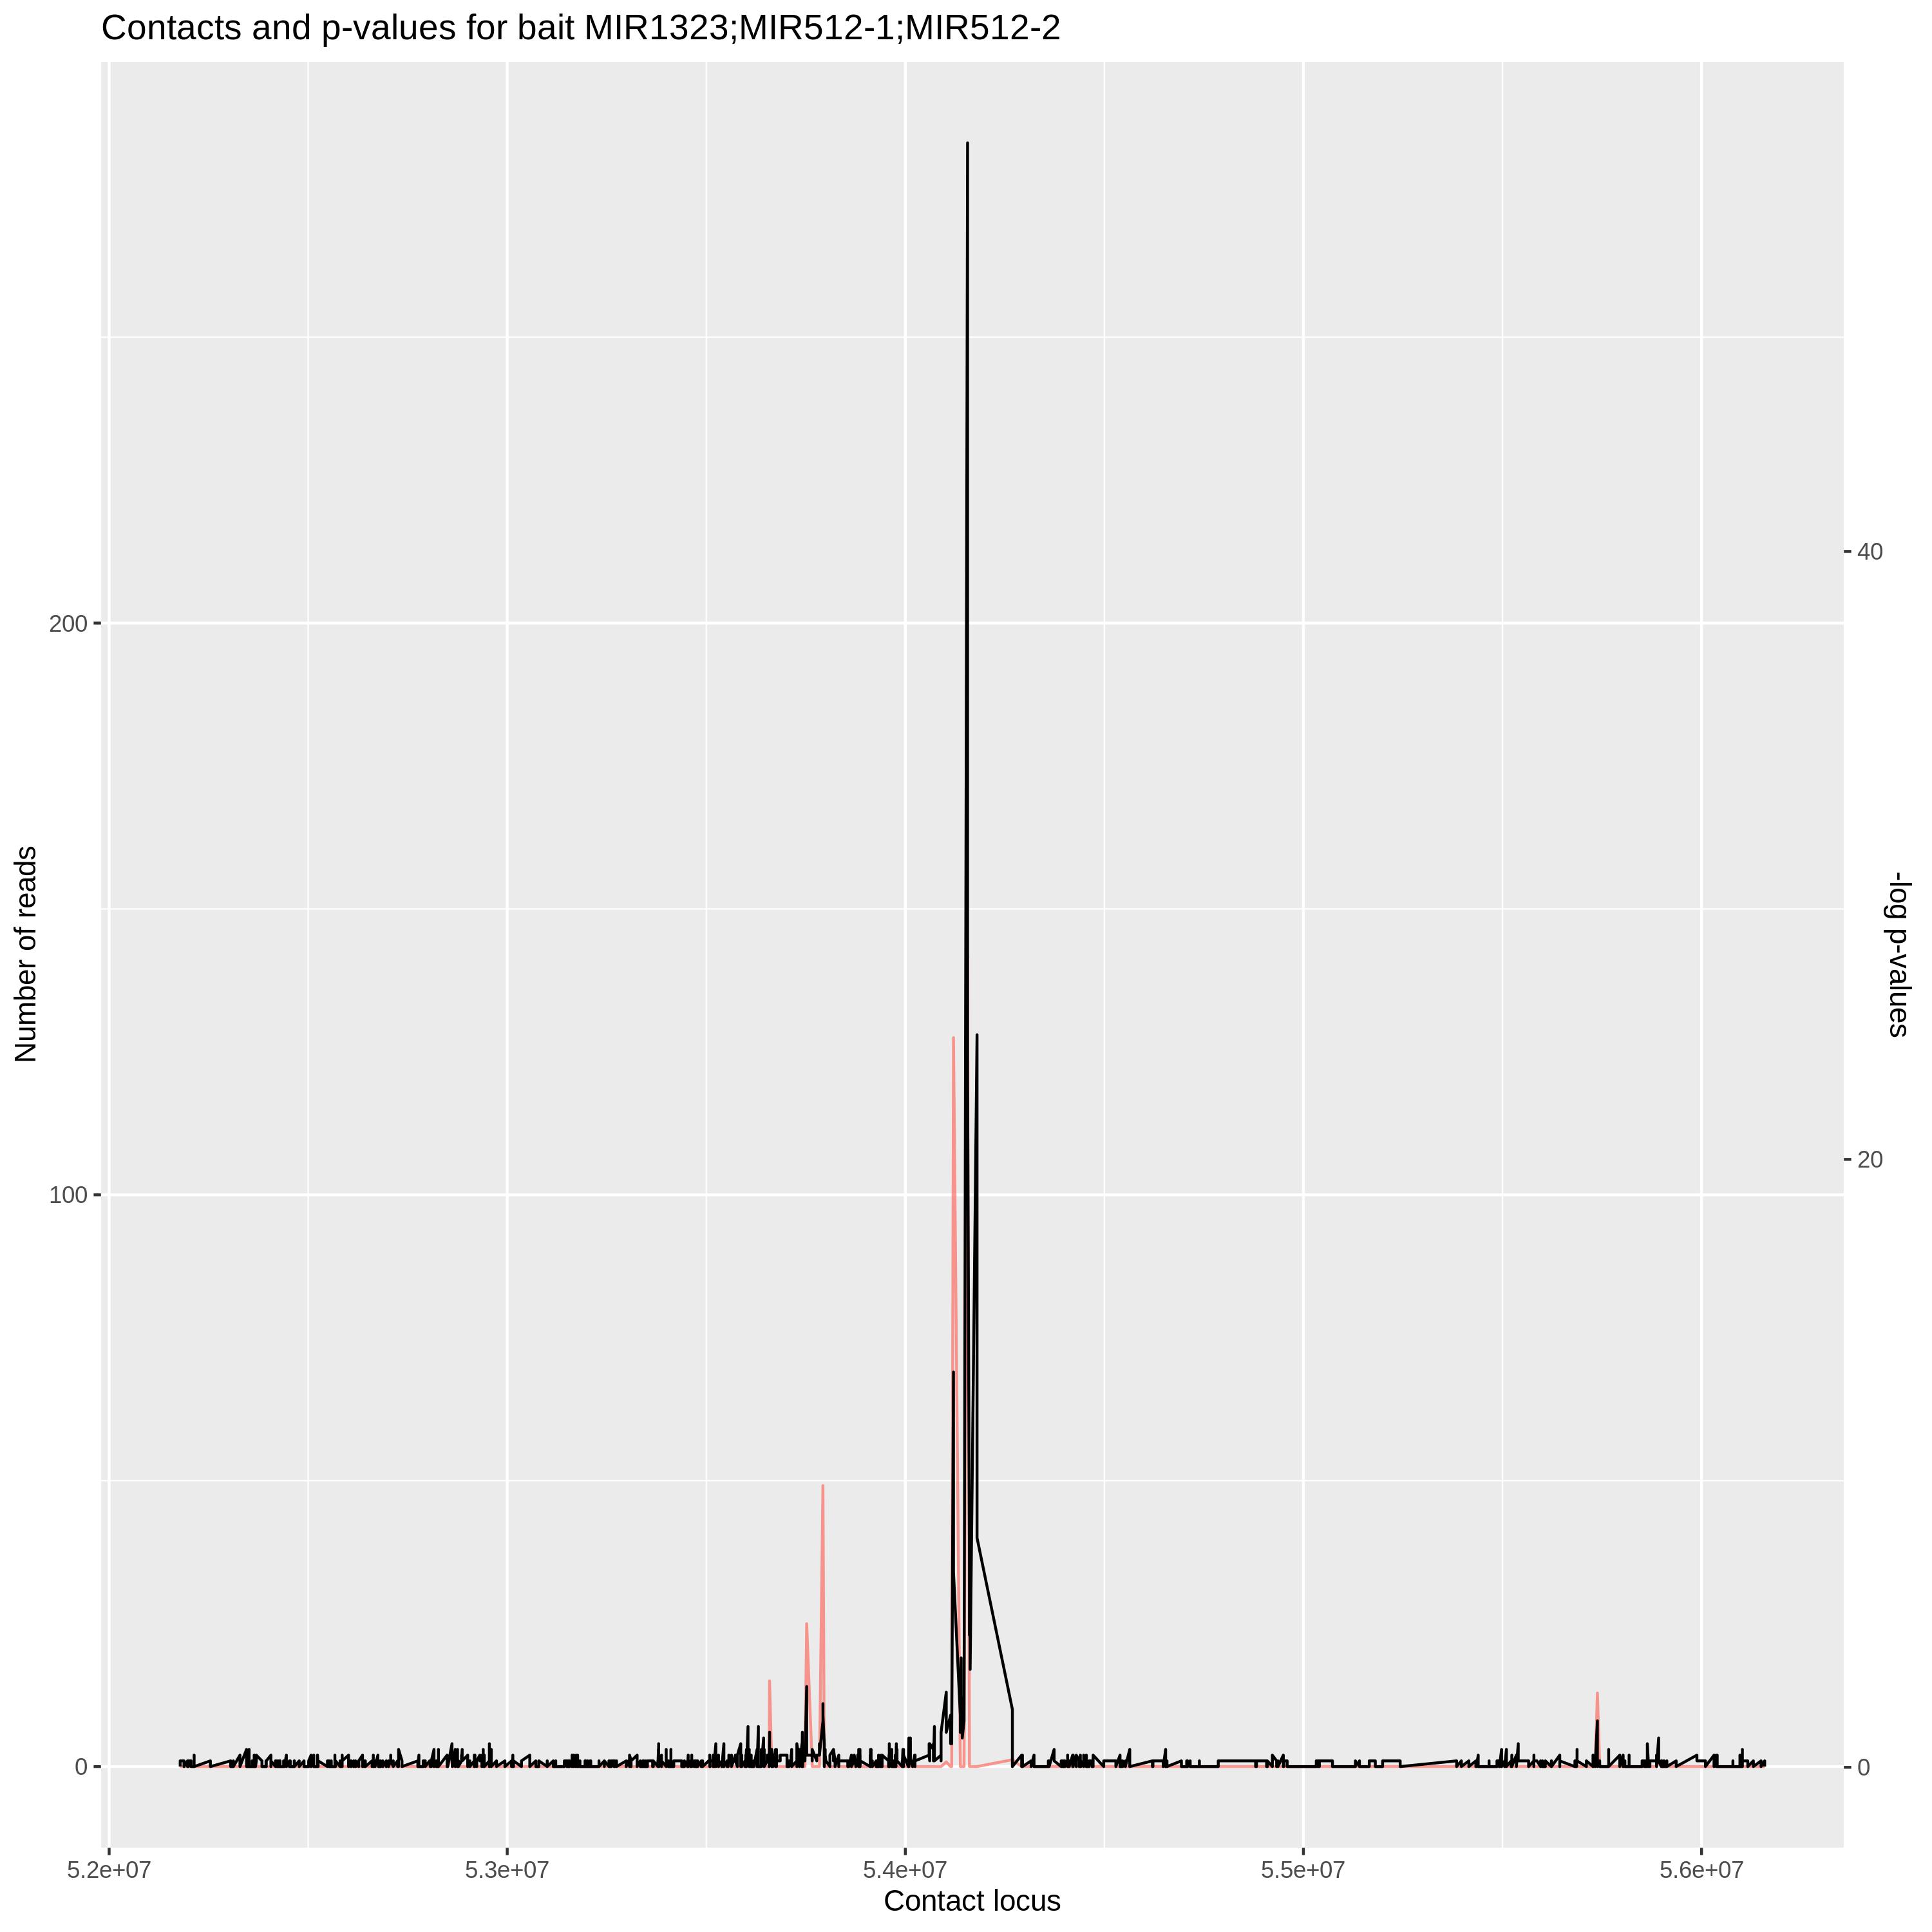 Contacts and p-values for bait MIR1323;MIR512-1;MIR512-2
Number of reads
200
100
0
40
20
0
-log p-values
5.2e+07 5.3e+07 5.4e+07 5.5e+07 5.6e+07
Contact locus